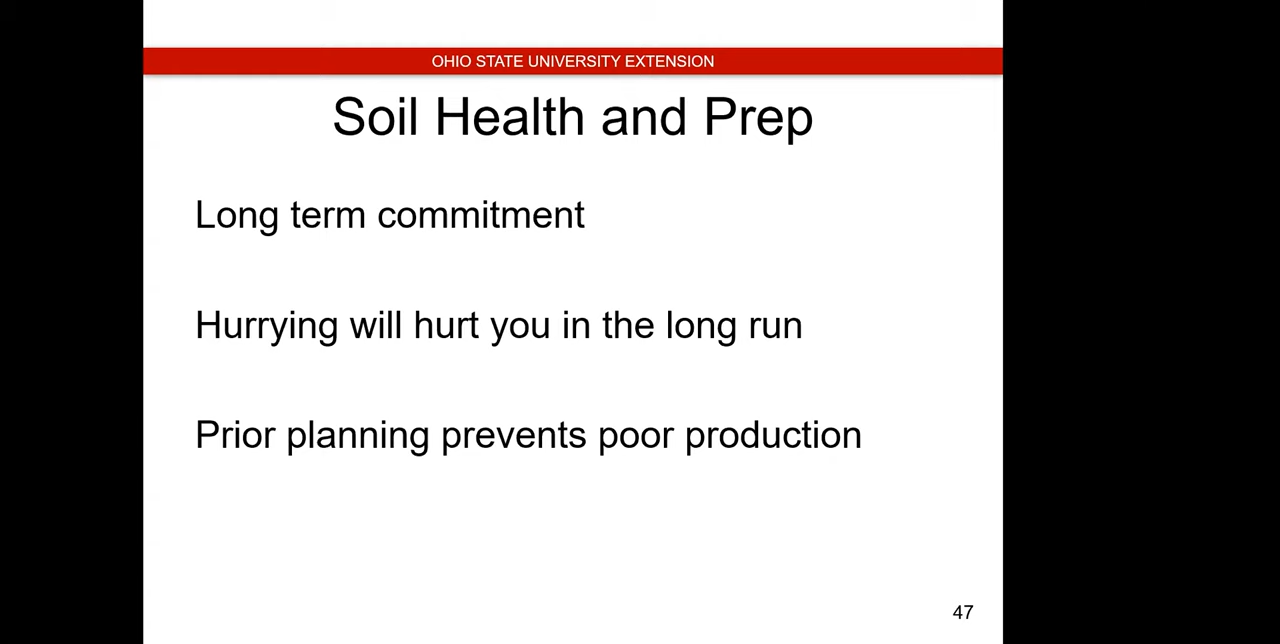 OHIO STATE UNIVERSITY EXTENSION
Soil Health and Prep
Long term commitment
Hurrying will hurt you in the long run
Prior planning prevents poor production
47